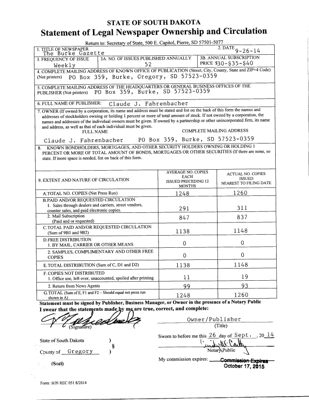 STATE OF SOUTH DAKOTA
Statement of Legal Newspaper Ownership and Circulation
Return to: Secretary of State, 500 E. Capitol, Pierre, SD 57501-5077
1. TITLE OF NEWSPAPER
The Burke Gazette
2. DATE
9-26-14
3. FREQUENCY OF ISSUE
Weekly
3A. NO. OF ISSUES PUBLISHED ANNUALLY
52
3B. ANNUAL SUBSCRIPTION
PRICE $30-$35-$40
4. COMPLETE MAILING ADDRESS OF KNOWN OFFICE OF PUBLICATION (Street, City, County, State and ZIP+4 Code)
(Not printers) PO Box 359, Burke, Gregory, SD 57523-0359
5. COMPLETE MAILING ADDRESS OF THE HEADQUARTERS OR GENERAL BUSINESS OFFICES OF THE
PUBLISHERS (Not printers) PO Box 359, Burke, SD 57523-0359
6. FULL NAME OF PUBLISHER: Claude J. Fahrenbacher
7. OWNER (If owned by a corporation, its name and address must be stated and list on the back of this form the names and
addresses of stockholders owning or holding 1 percent or more of total amount of stock. If not owned by a corporation, the
names and addresses of the individual owners must be given. If owned by a partnership or other unincorporated firm, its name
and address, as well as that of each individual must be given.
FULL NAME COMPLETE MAILING ADDRESS
Claude J. Fahrenbacher PO Box 359, Burke, SD 57523-0359
8. KNOWN BONDHOLDERS, MORTGAGES, AND OTHER SECURITY HOLDERS OWNING OR HOLDING 1
PERCENT OR MORE OF TOTAL AMOUNT OF BONDS, MORTGAGES OR OTHER SECURITIES (If there are none, so
state. If more space is needed, list on back of this form.
9. EXTENT AND NATURE OF CIRCULATION
AVERAGE NO. COPIES
EACH
ISSUED PRECEDING 12
MONTHS
ACTUAL NO. COPIES
ISSUED
NEAREST TO FILING DATE
A. TOTAL NO. COPIES (Net Press Run) 1248 1260
B. PAID AND/OR REQUESTED CIRCULATION
1. Sales through dealers and carriers, street vendors,
counter sales, and paid electronic copies. 291 311
2. Mail Subscription
(Paid and or requested) 847 837
C. TOTAL PAID AND/OR REQUESTED CIRCULATION
(Sum of 9B1 and 9B2) 1138 1148
D. FREE DISTRIBUTION
1. BY MAIL, CARRIER OR OTHER MEANS 0 0
2. SAMPLES, COMPLIMENTARY AND OTHER FREE
COPIES 0 0
E. TOTAL DISTRIBUTION (Sum of C, D1 and D2) 1138 1148
F. COPIES NOT DISTRIBUTED
1. Office use, left over, unaccounted, spoiled after printing 11 19
2. Return from News Agents 99 93
G. TOTAL (Sum of E, F1 and F2 - Should equal net press run
shown in A) 1248 1260
Statement must be signed by Publisher, Business Manager, or Owner in the presence of a Notary Public
I swear that the statements made by me are true, correct, and complete:
(Signature)
Owner/Publisher
(Title)
State of South Dakota )
§
County of Gregory )
(Seal)
Sworn to before me this 26 day of Sept. , 20 14
Notary Public
My commission expires: Commission Expires
October 17, 2015